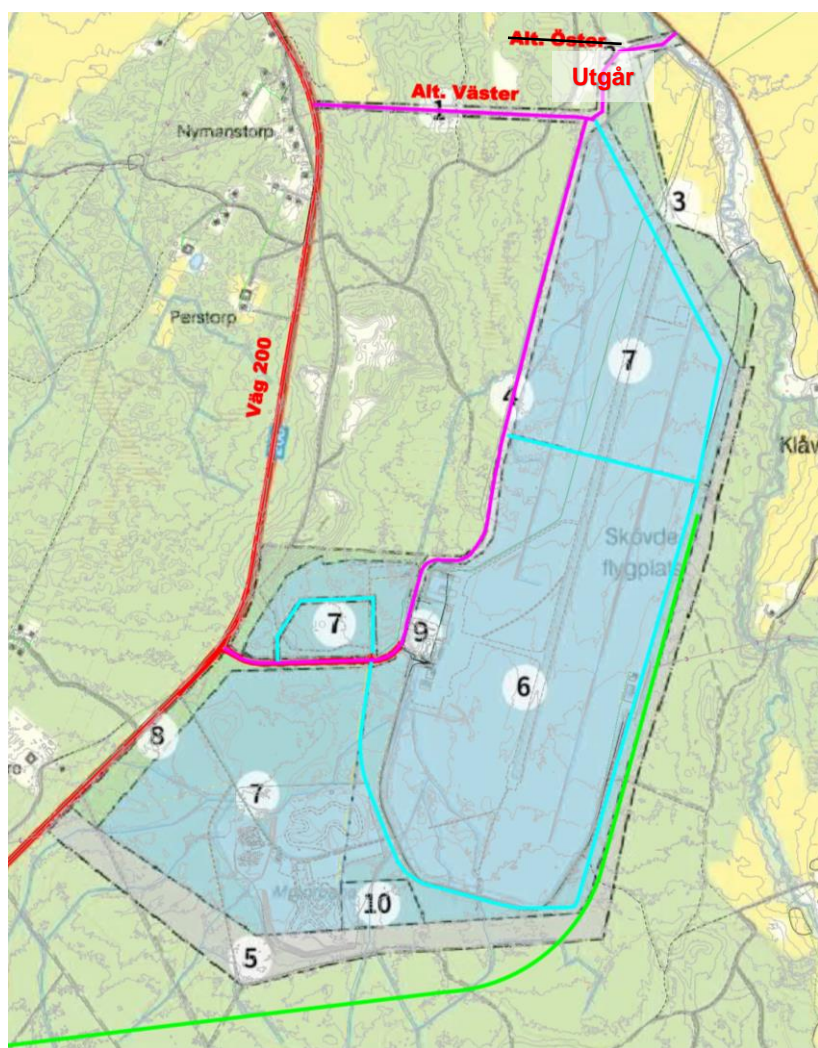 Alt. Öster
Utgår
Alt. Väster
1
Nymanstorp
3
Perstorp
Väg 200
7
4
Klåv
Skövde
flygplats
7
9
6
8
7
10
5